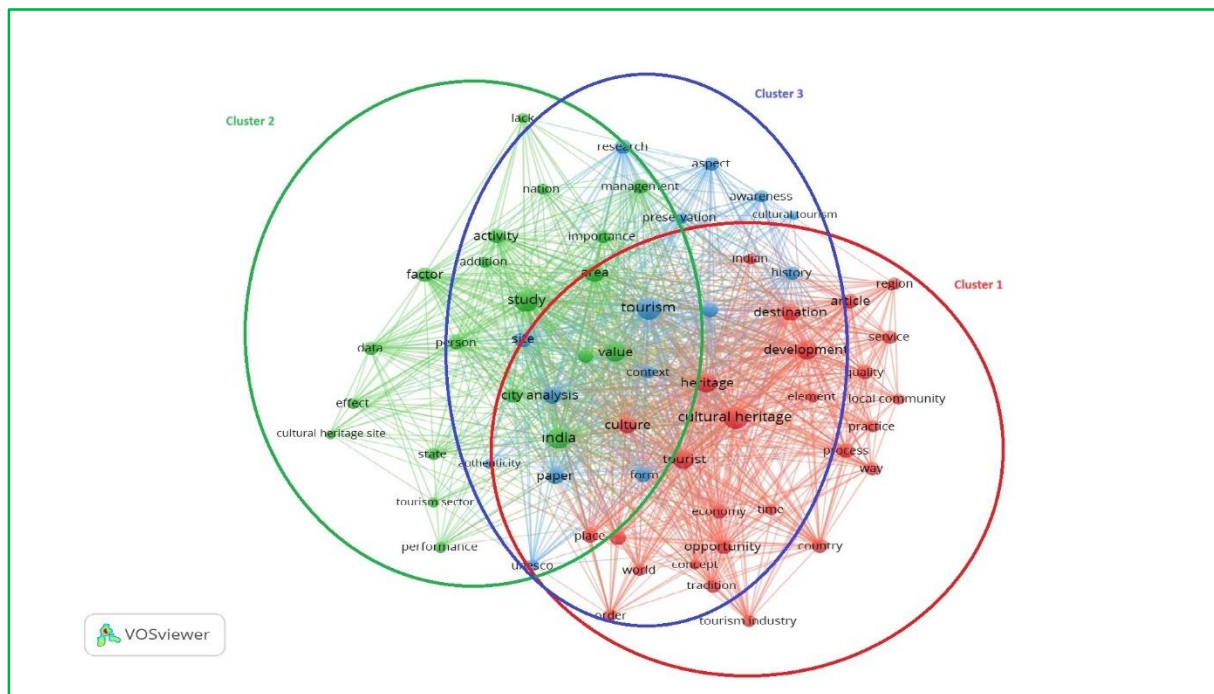 Cluster 3
Cluster 2
lack
research
aspect
nation
management
awareness
preservation
cultural tourism
activity
importance
addition
indian
factor
area
history
region
Cluster 1
study
tourism
article
destination
site
service
data
person
value
development
context
quality
heritage
effect
city
analysis
element
local community
cultural heritage
cultural heritage site
culture
practice
india
state
authenticity
tourist
process
way
paper
form
tourism sector
economy
time
place
performance
opportunity
country
unesco
world
concept
tradition
order
tourism industry
VOSviewer